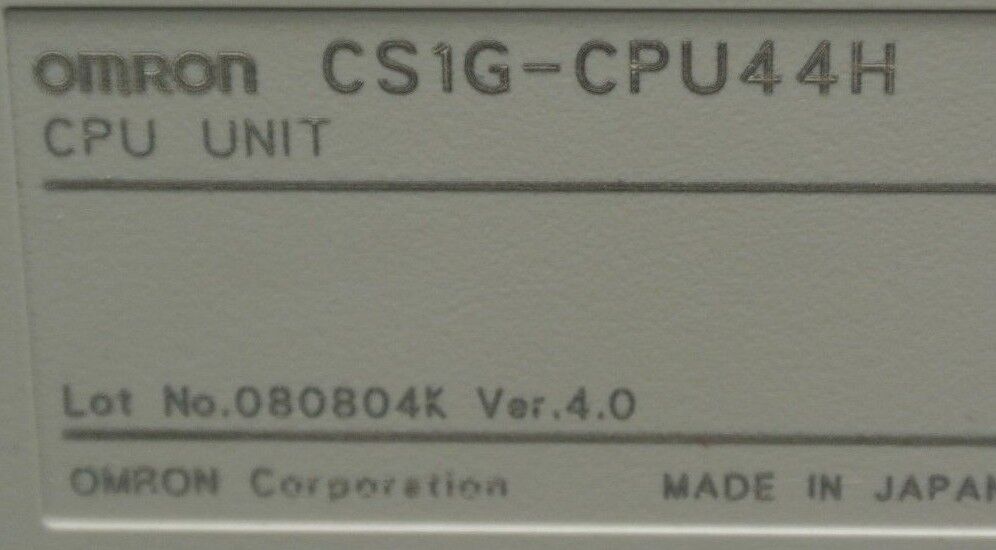 omron CS1G-CPU44H
CPU UNIT
Lot No.080804K Ver.4.0
OMRON Corporation MADE IN JAPAN